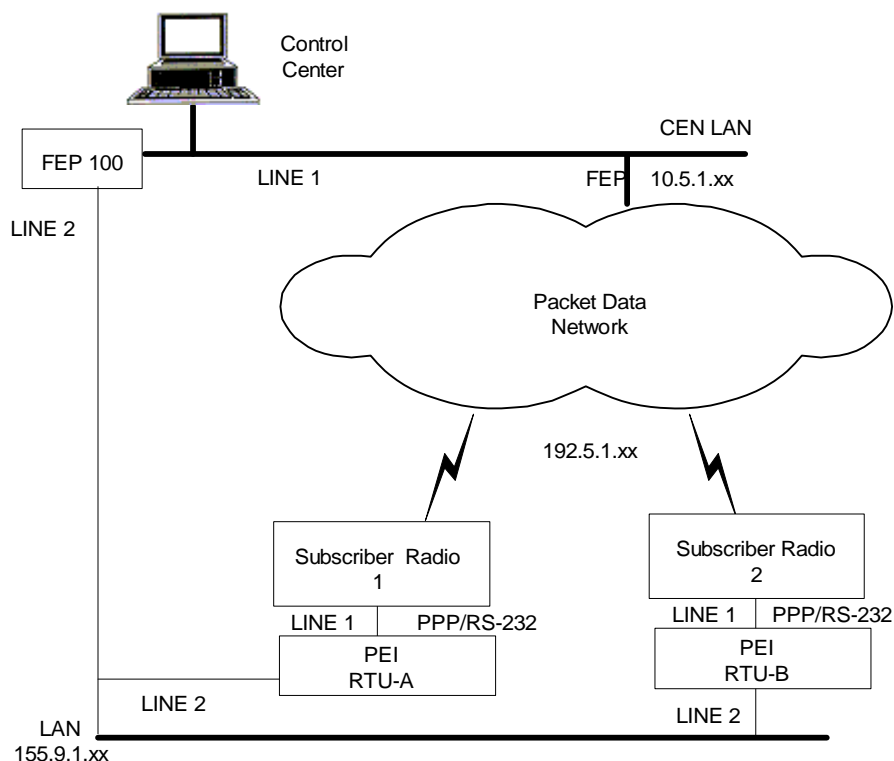 Control
Center
CEN LAN
FEP 100
LINE 1
FEP
10.5.1.xx
LINE 2
Packet Data
Network
192.5.1.xx
Subscriber Radio
1
Subscriber Radio
2
LINE 1
PPP/RS-232
LINE 1
PPP/RS-232
PEI
RTU-A
PEI
RTU-B
LINE 2
LINE 2
LAN
155.9.1.xx